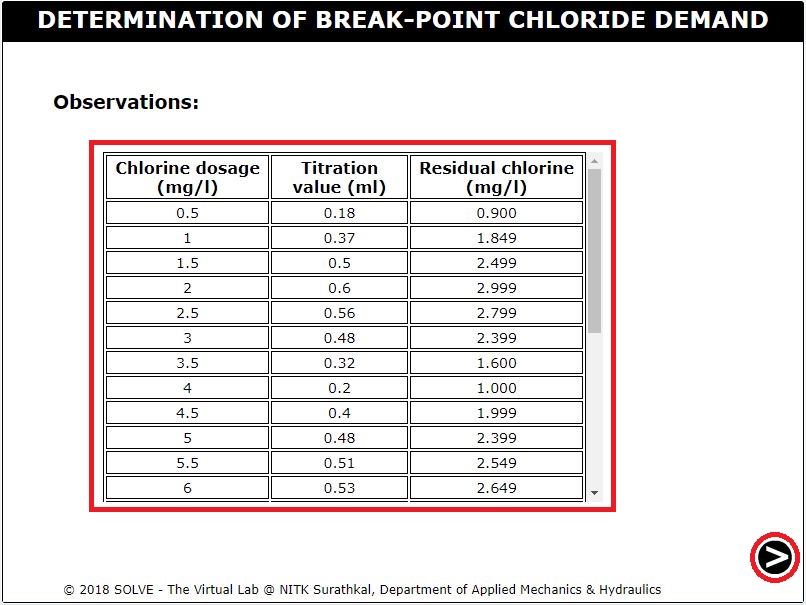 DETERMINATION OF BREAK-POINT CHLORIDE DEMAND
Observations:
Chlorine dosage (mg/l) Titration value (ml) Residual chlorine (mg/l)
0.5 0.18 0.900
1 0.37 1.849
1.5 0.5 2.499
2 0.6 2.999
2.5 0.56 2.799
3 0.48 2.399
3.5 0.32 1.600
4 0.2 1.000
4.5 0.4 1.999
5 0.48 2.399
5.5 0.51 2.549
6 0.53 2.649
© 2018 SOLVE - The Virtual Lab @ NITK Surathkal, Department of Applied Mechanics & Hydraulics